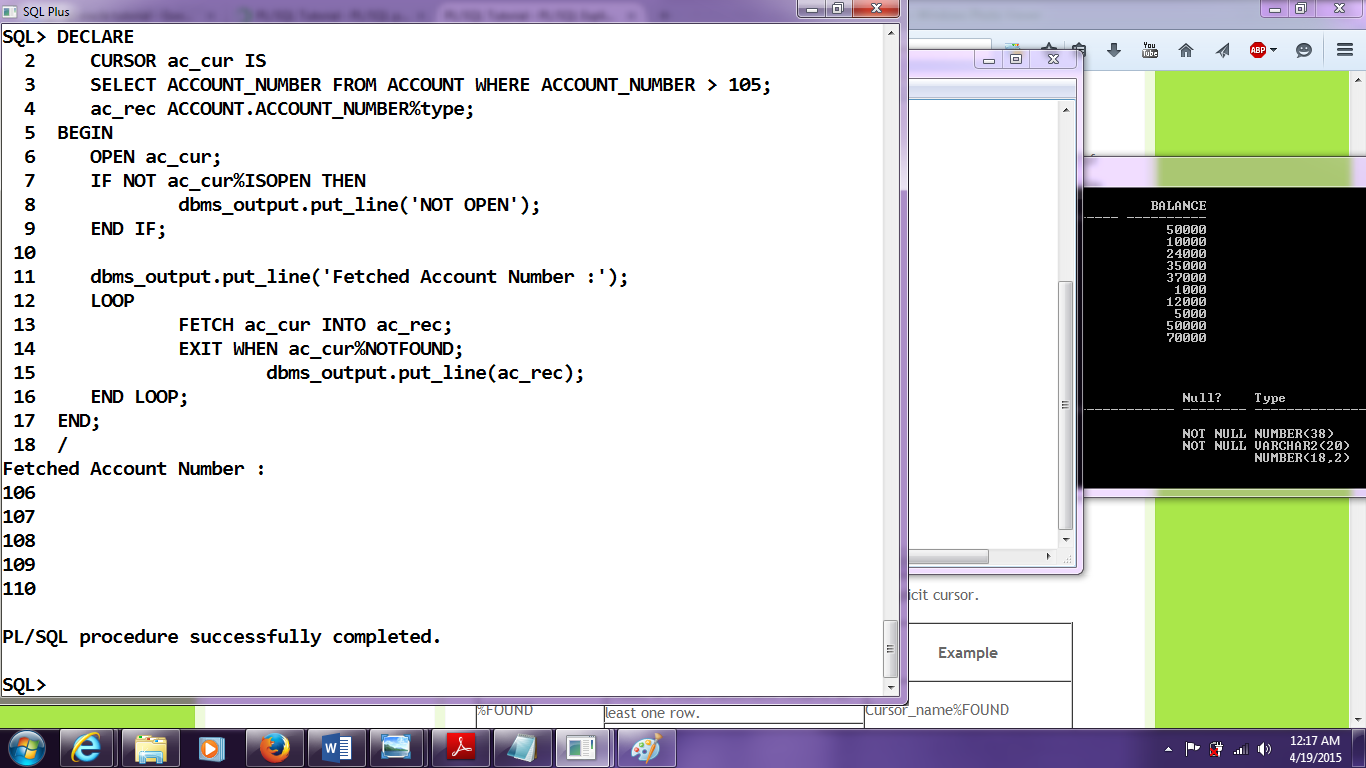 SQL Plus
SQL> DECLARE
2 CURSOR ac_cur IS
3 SELECT ACCOUNT_NUMBER FROM ACCOUNT WHERE ACCOUNT_NUMBER > 105;
4 ac_rec ACCOUNT.ACCOUNT_NUMBER%type;
5 BEGIN
6 OPEN ac_cur;
7 IF NOT ac_cur%ISOPEN THEN
8 dbms_output.put_line('NOT OPEN');
9 END IF;
10
11 dbms_output.put_line('Fetched Account Number :');
12 LOOP
13 FETCH ac_cur INTO ac_rec;
14 EXIT WHEN ac_cur%NOTFOUND;
15 dbms_output.put_line(ac_rec);
16 END LOOP;
17 END;
18 /
Fetched Account Number :
106
107
108
109
110
PL/SQL procedure successfully completed.
SQL>
You
Tube
ABP
BALANCE
----- ----------
50000
10000
24000
35000
37000
1000
12000
5000
50000
70000
Null? Type
------------ -------- ------------
NOT NULL NUMBER(38)
NOT NULL VARCHAR2(20)
NUMBER(18,2)
icit cursor.
Example
%FOUND
least one row.
Cursor_name%FOUND
12:17 AM
4/19/2015